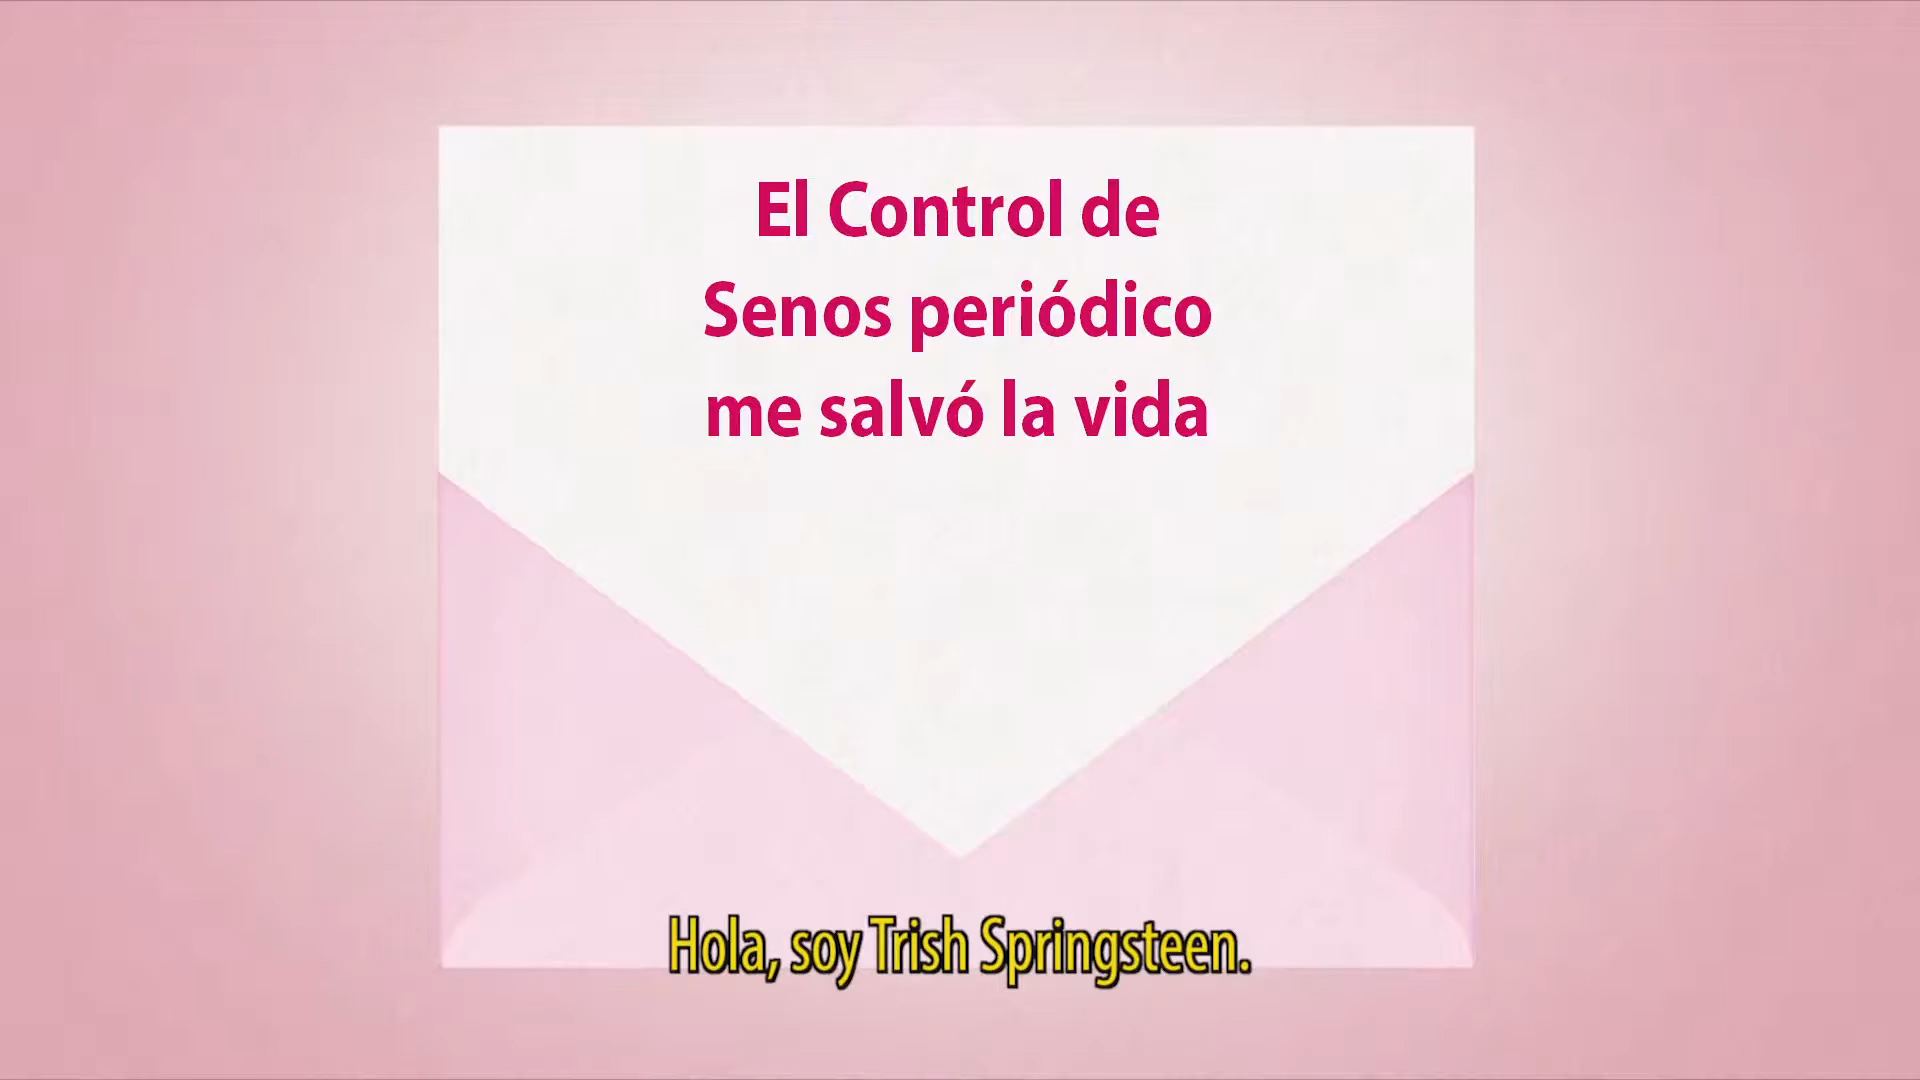 El Control de
Senos periódico
me salvó la vida
Hola, soy Trish Springsteen.